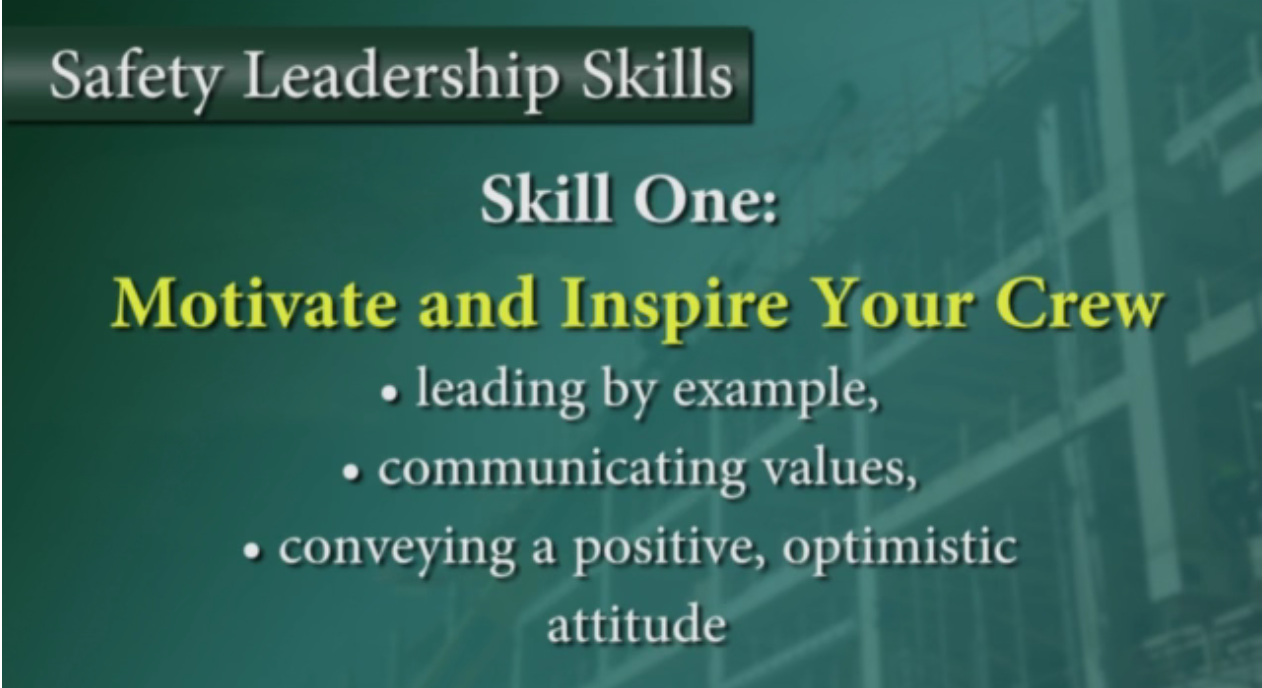 Safety Leadership Skills
Skill One:
Motivate and Inspire Your Crew
• leading by example,
• communicating values,
• conveying a positive, optimistic
attitude